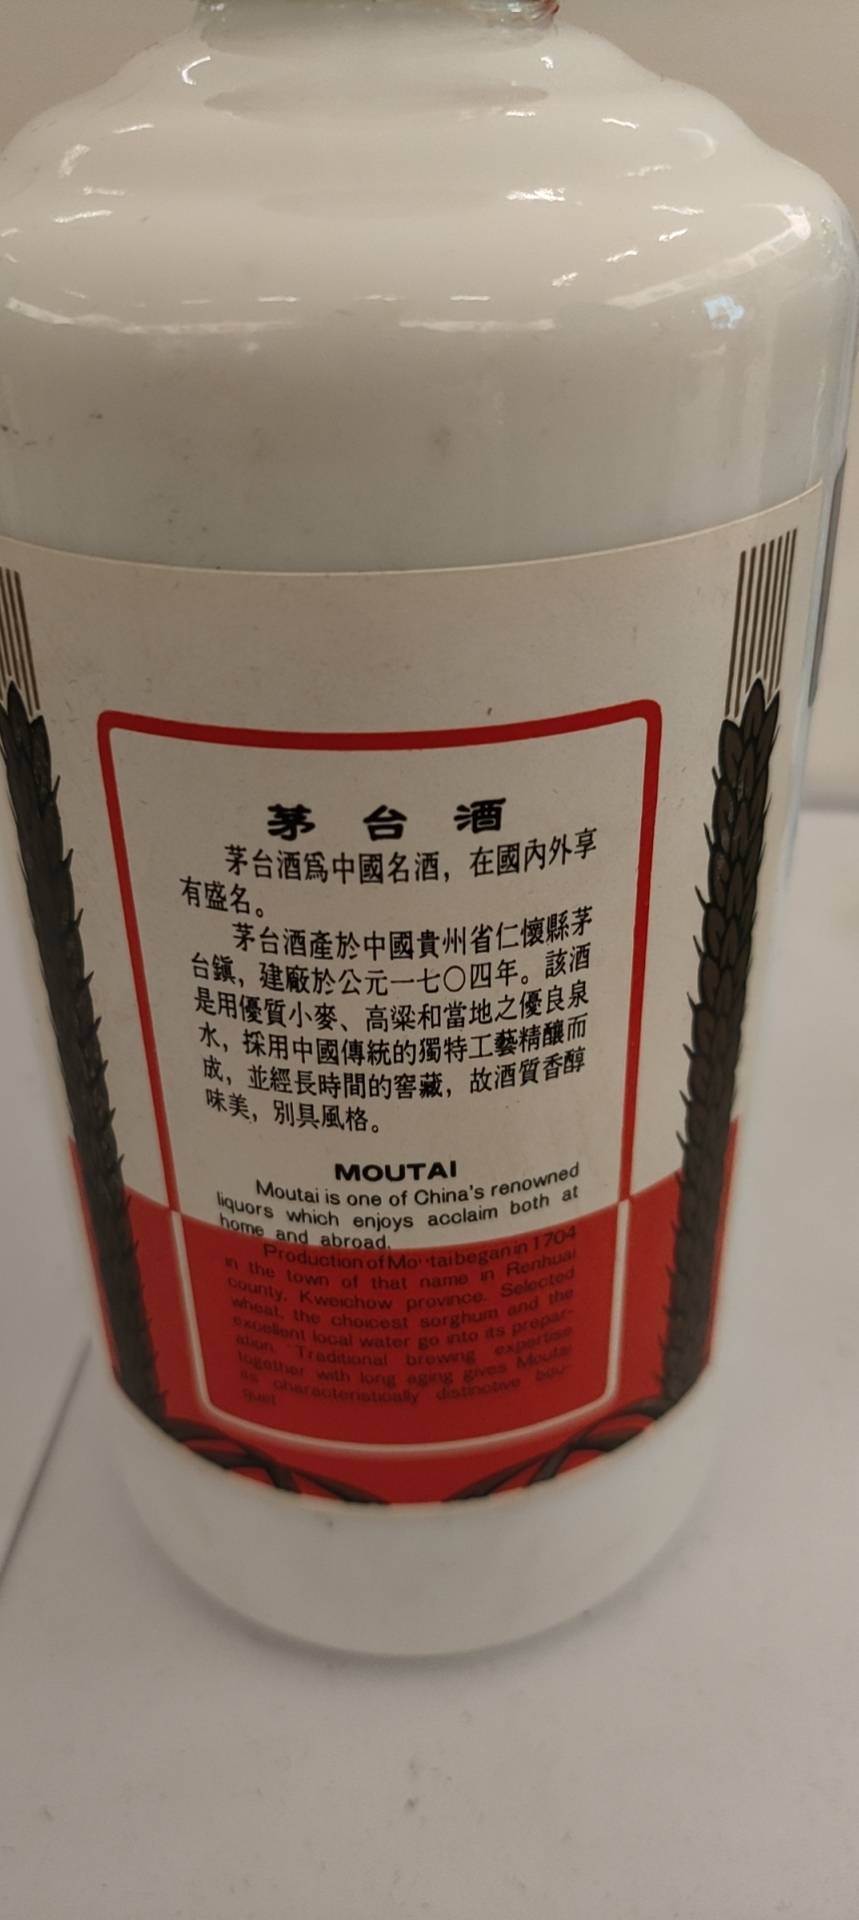 茅台酒
茅台酒爲中國名酒，在國內外享
有盛名。
茅台酒產於中國貴州省仁懷縣茅
台鎮，建廠於公元一七〇四年。該酒
是用優質小麥、高粱和當地之優良泉
水，採用中國傳統的獨特工藝精釀而
成，並經長時間的窖藏，故酒質香醇
味美，別具風格。
MOUTAI
Moutai is one of China's renowned
liquors which enjoys acclaim both at
home and abroad.
Production of Moutai began in 1704
in the town of that name in Renhuai
county, Kweichow province. Selected
wheat, the choicest sorghum and the
excellent local water go into its prepar-
ation. Traditional brewing expertise
together with long aging gives Moutai
its characteristically distinctive bou-
quet